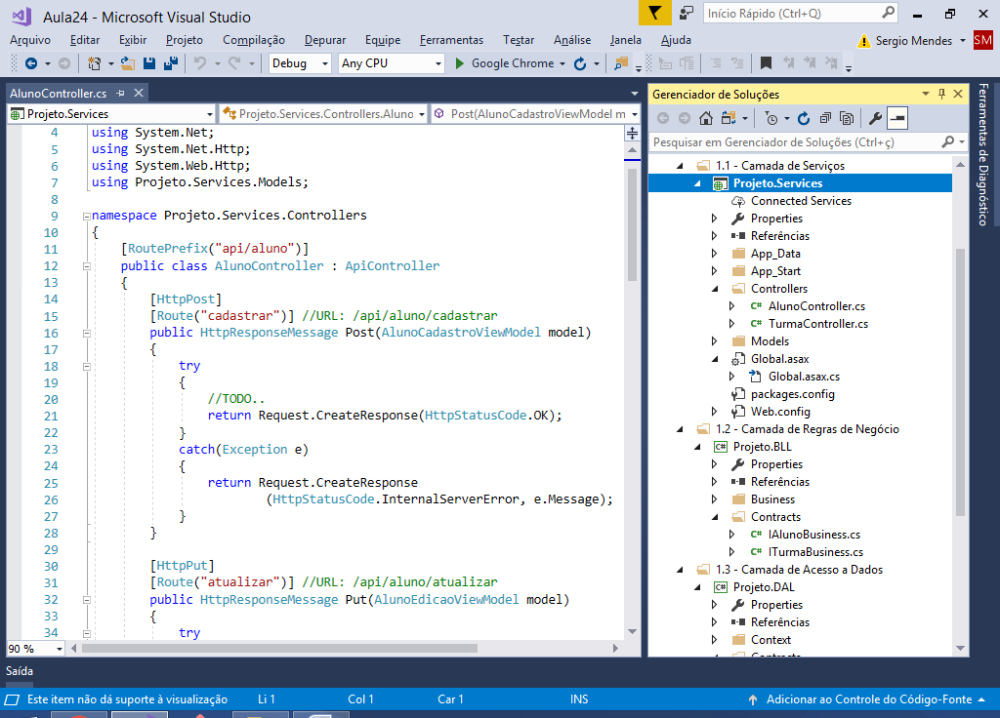 Aula24 - Microsoft Visual Studio
Início Rápido (Ctrl+Q)
Arquivo Editar Exibir Projeto Compilação Depurar Equipe Ferramentas Testar Análise Janela Ajuda
Sergio Mendes SM
Debug Any CPU Google Chrome
AlunoController.cs
Projeto.Services Projeto.Services.Controllers.Aluno Post(AlunoCadastroViewModel m
4 using System.Net;
5 using System.Net.Http;
6 using System.Web.Http;
7 using Projeto.Services.Models;
8
9 namespace Projeto.Services.Controllers
10 {
11 [RoutePrefix("api/aluno")]
12 public class AlunoController : ApiController
13 {
14 [HttpPost]
15 [Route("cadastrar")] //URL: /api/aluno/cadastrar
16 public HttpResponseMessage Post(AlunoCadastroViewModel model)
17 {
18 try
19 {
20 //TODO..
21 return Request.CreateResponse(HttpStatusCode.OK);
22 }
23 catch(Exception e)
24 {
25 return Request.CreateResponse
26 (HttpStatusCode.InternalServerError, e.Message);
27 }
28 }
29
30 [HttpPut]
31 [Route("atualizar")] //URL: /api/aluno/atualizar
32 public HttpResponseMessage Put(AlunoEdicaoViewModel model)
33 {
34 try
90 %
Gerenciador de Soluções
Pesquisar em Gerenciador de Soluções (Ctrl+ç)
1.1 - Camada de Serviços
Projeto.Services
Connected Services
Properties
Referências
App_Data
App_Start
Controllers
C# AlunoController.cs
C# TurmaController.cs
Models
Global.asax
Global.asax.cs
packages.config
Web.config
1.2 - Camada de Regras de Negócio
C# Projeto.BLL
Properties
Referências
Business
Contracts
C# IAlunoBusiness.cs
C# ITurmaBusiness.cs
1.3 - Camada de Acesso a Dados
C# Projeto.DAL
Properties
Referências
Context
Contracts
Ferramentas de Diagnóstico
Saída
Este item não dá suporte à visualização Li 1 Col 1 Car 1 INS Adicionar ao Controle do Código-Fonte